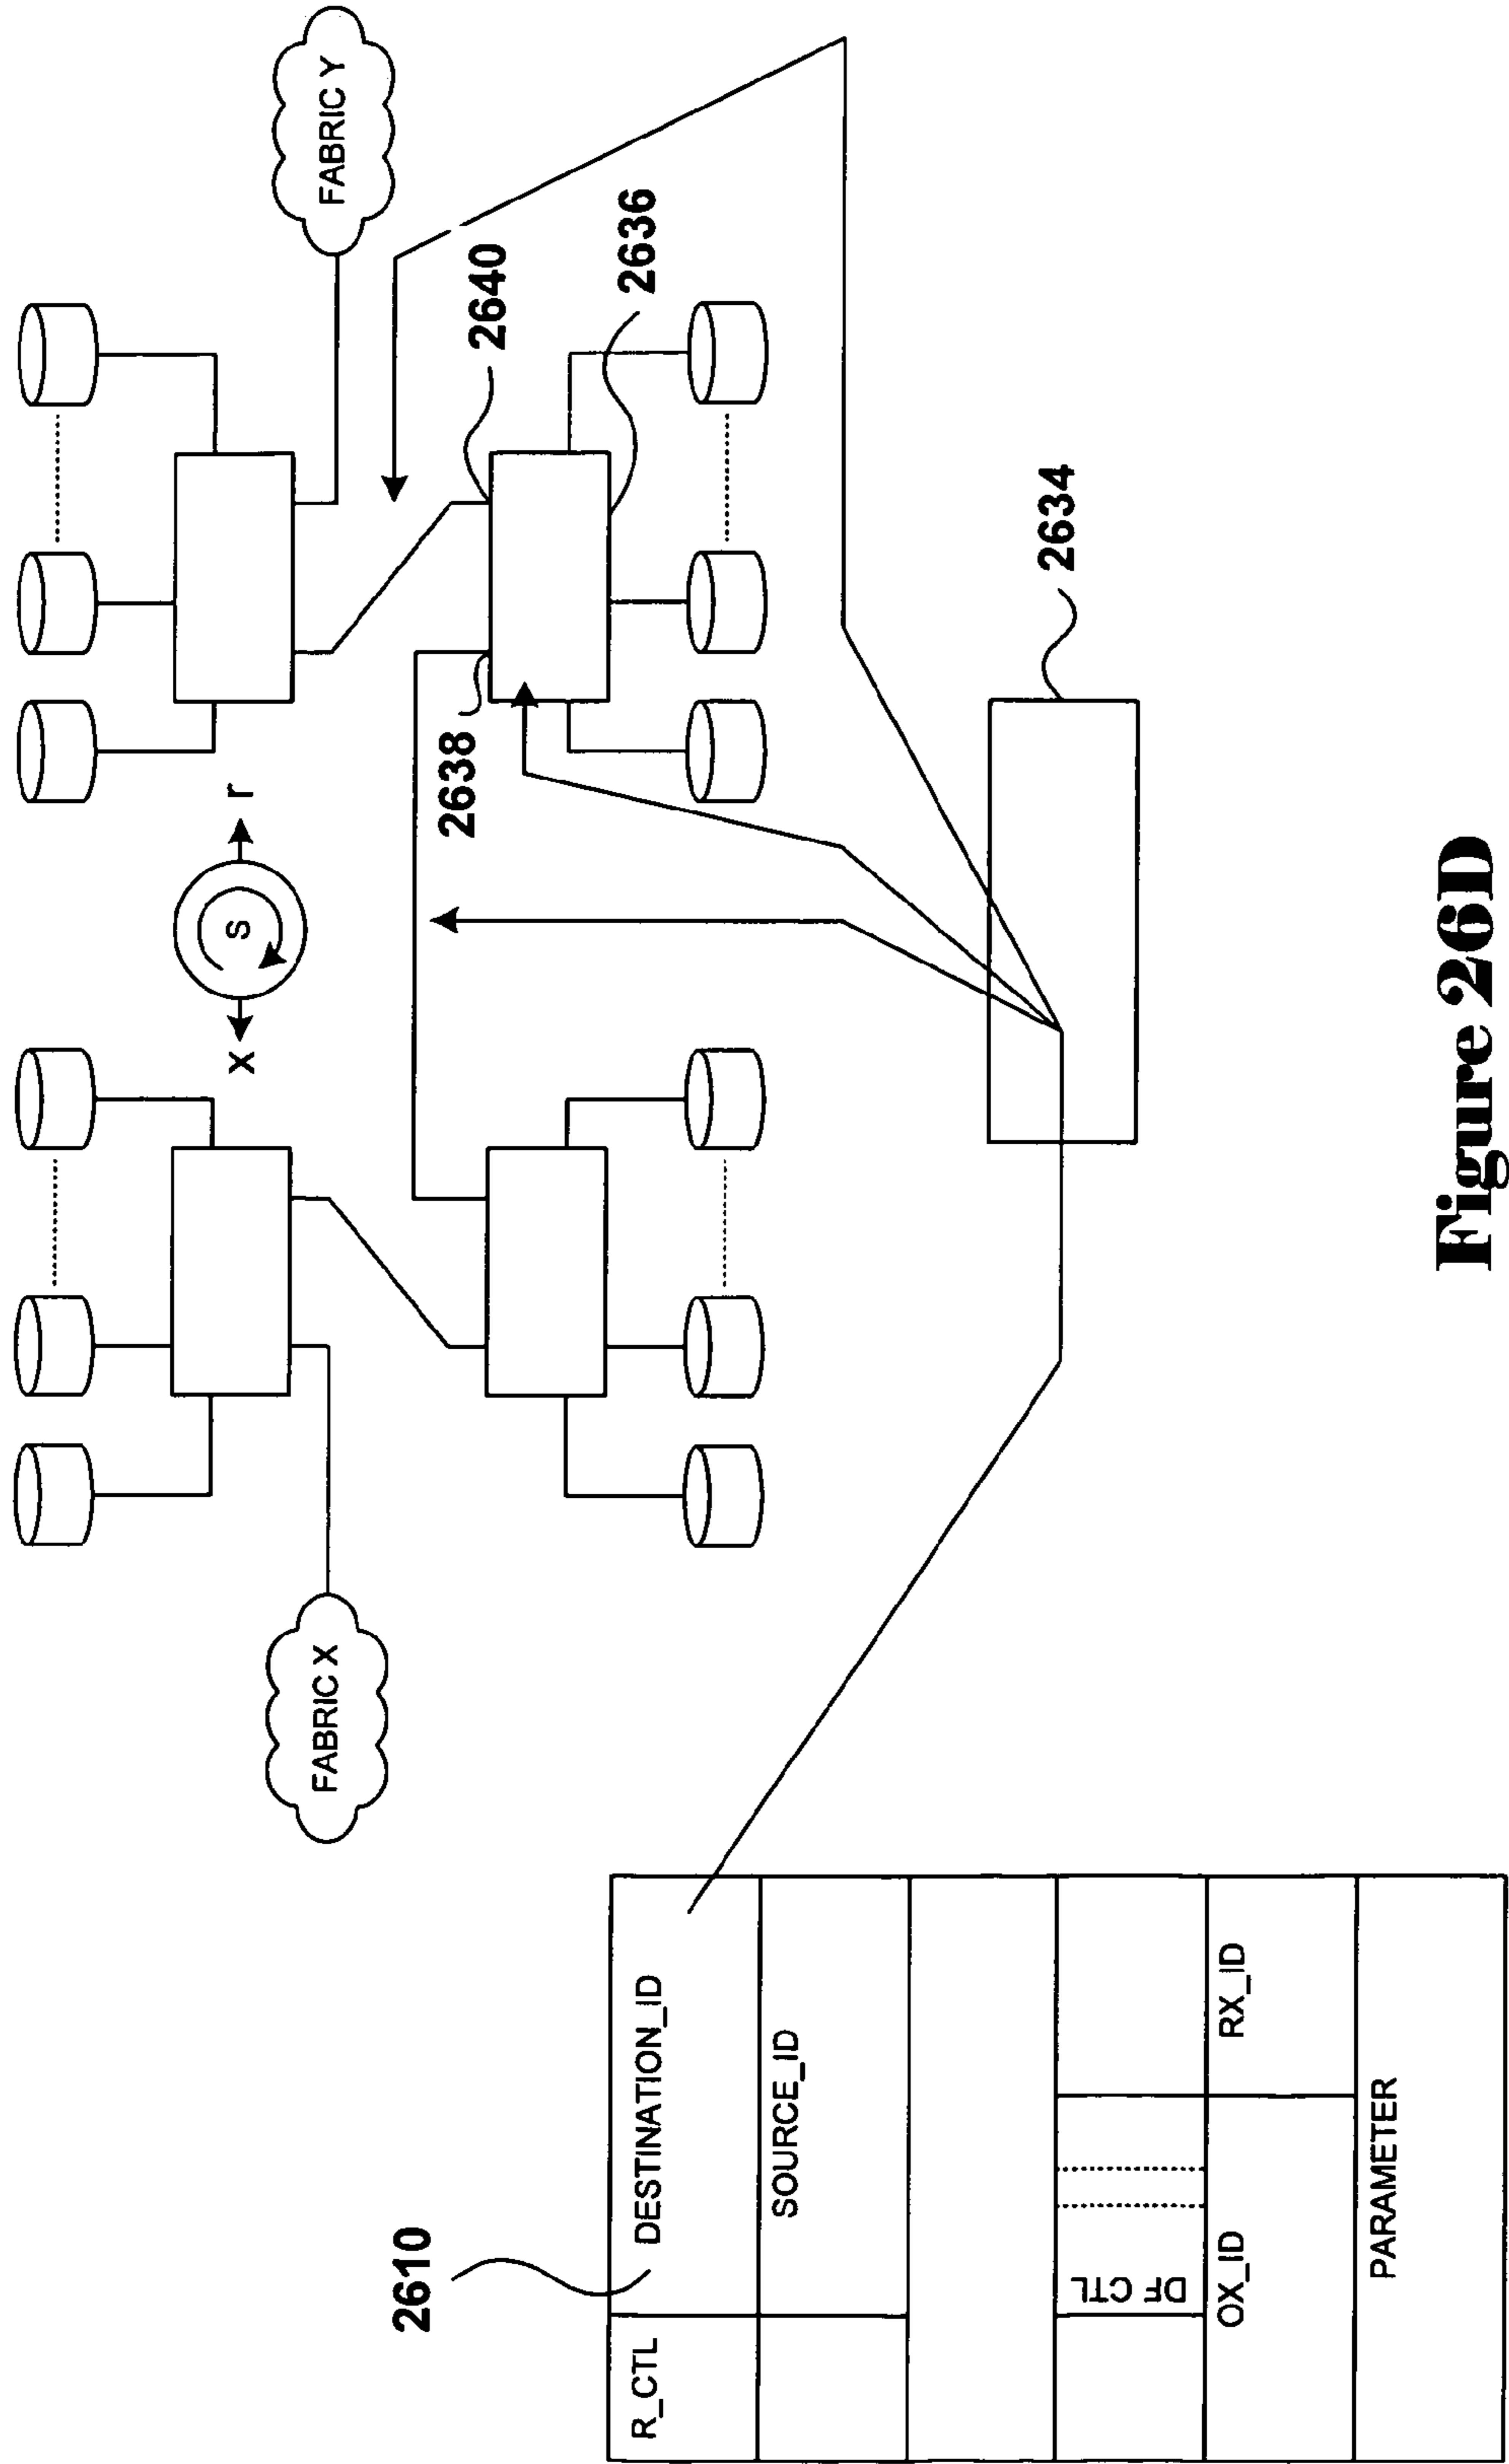 2610
R_CTL
DESTINATION_ID
SOURCE_ID
DF CTL
OX_ID
RX_ID
PARAMETER
FABRIC X
x
S
r
FABRIC Y
2638
2640
2636
2634
Figure 26D